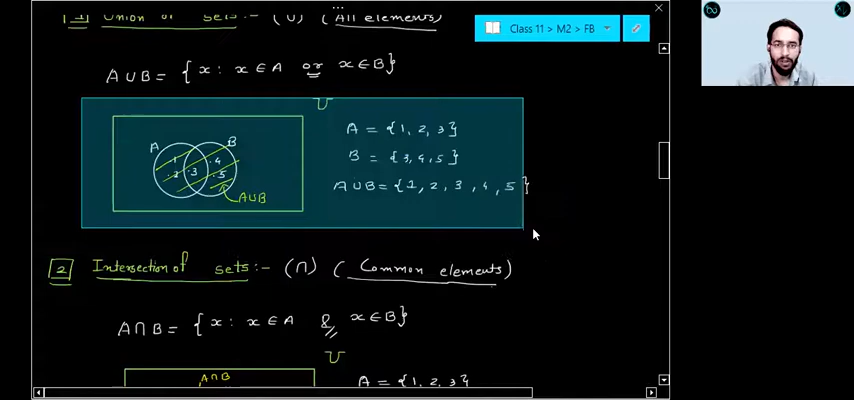 1 Union of Sets :- (U) (All elements)
Class 11 > M2 > FB
A∪B = { x : x ∈ A or x ∈ B}
U
A = {1, 2, 3}
B = {3, 4, 5}
A∪B = {1, 2, 3, 4, 5}
A B
.1 .4
.2 .3 .5
A∪B
2 Intersection of sets :- (∩) (Common elements)
A∩B = { x : x ∈ A & x ∈ B}
U
A∩B
A = {1, 2, 3}